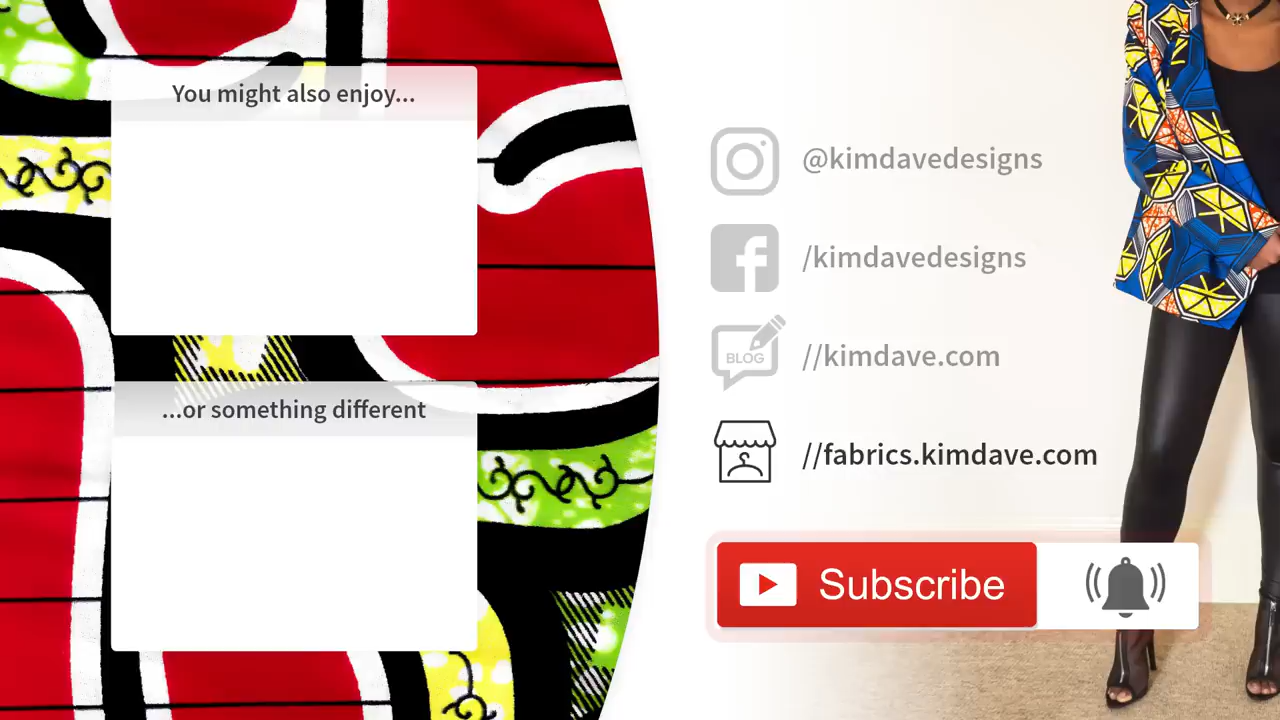 You might also enjoy...
...or something different
@kimdavedesigns
/kimdavedesigns
BLOG
//kimdave.com
//fabrics.kimdave.com
Subscribe